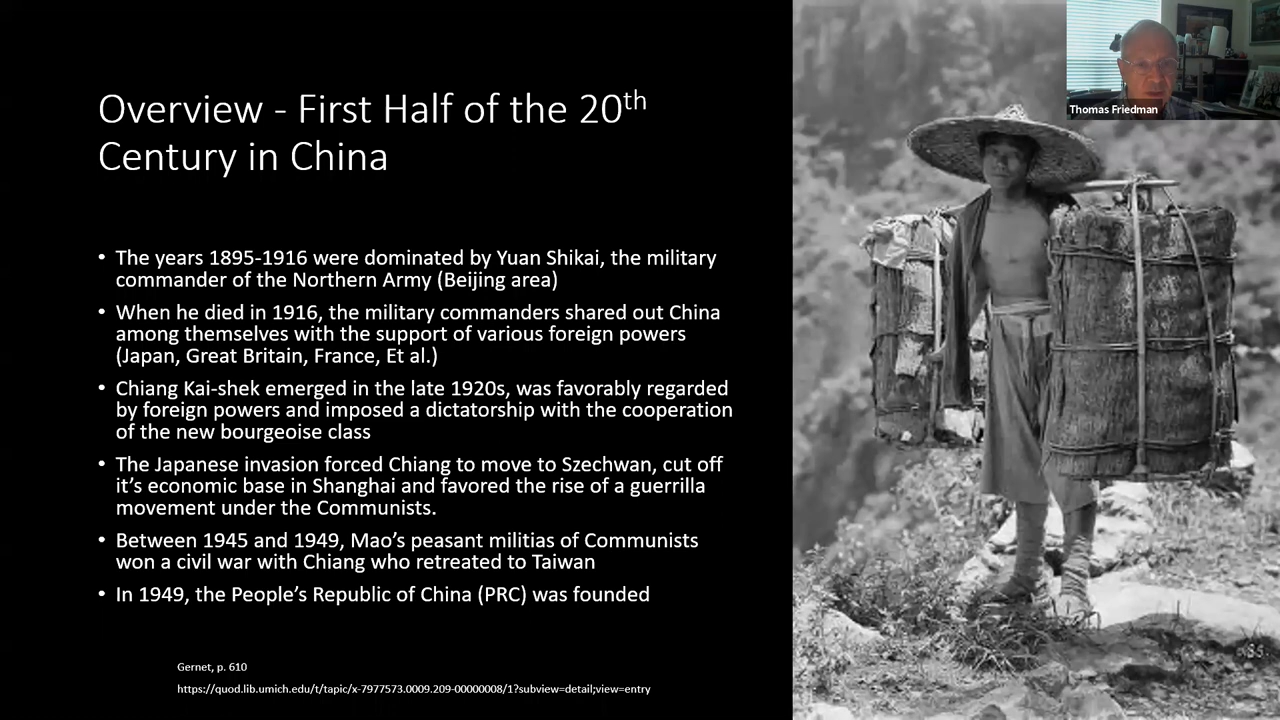 Overview - First Half of the 20th
Century in China
• The years 1895-1916 were dominated by Yuan Shikai, the military
commander of the Northern Army (Beijing area)
• When he died in 1916, the military commanders shared out China
among themselves with the support of various foreign powers
(Japan, Great Britain, France, Et al.)
• Chiang Kai-shek emerged in the late 1920s, was favorably regarded
by foreign powers and imposed a dictatorship with the cooperation
of the new bourgeoise class
• The Japanese invasion forced Chiang to move to Szechwan, cut off
it's economic base in Shanghai and favored the rise of a guerrilla
movement under the Communists.
• Between 1945 and 1949, Mao's peasant militias of Communists
won a civil war with Chiang who retreated to Taiwan
• In 1949, the People's Republic of China (PRC) was founded
Gernet, p. 610
https://quod.lib.umich.edu/t/tapic/x-7977573.0009.209-00000008/1?subview=detail;view=entry
Thomas Friedman